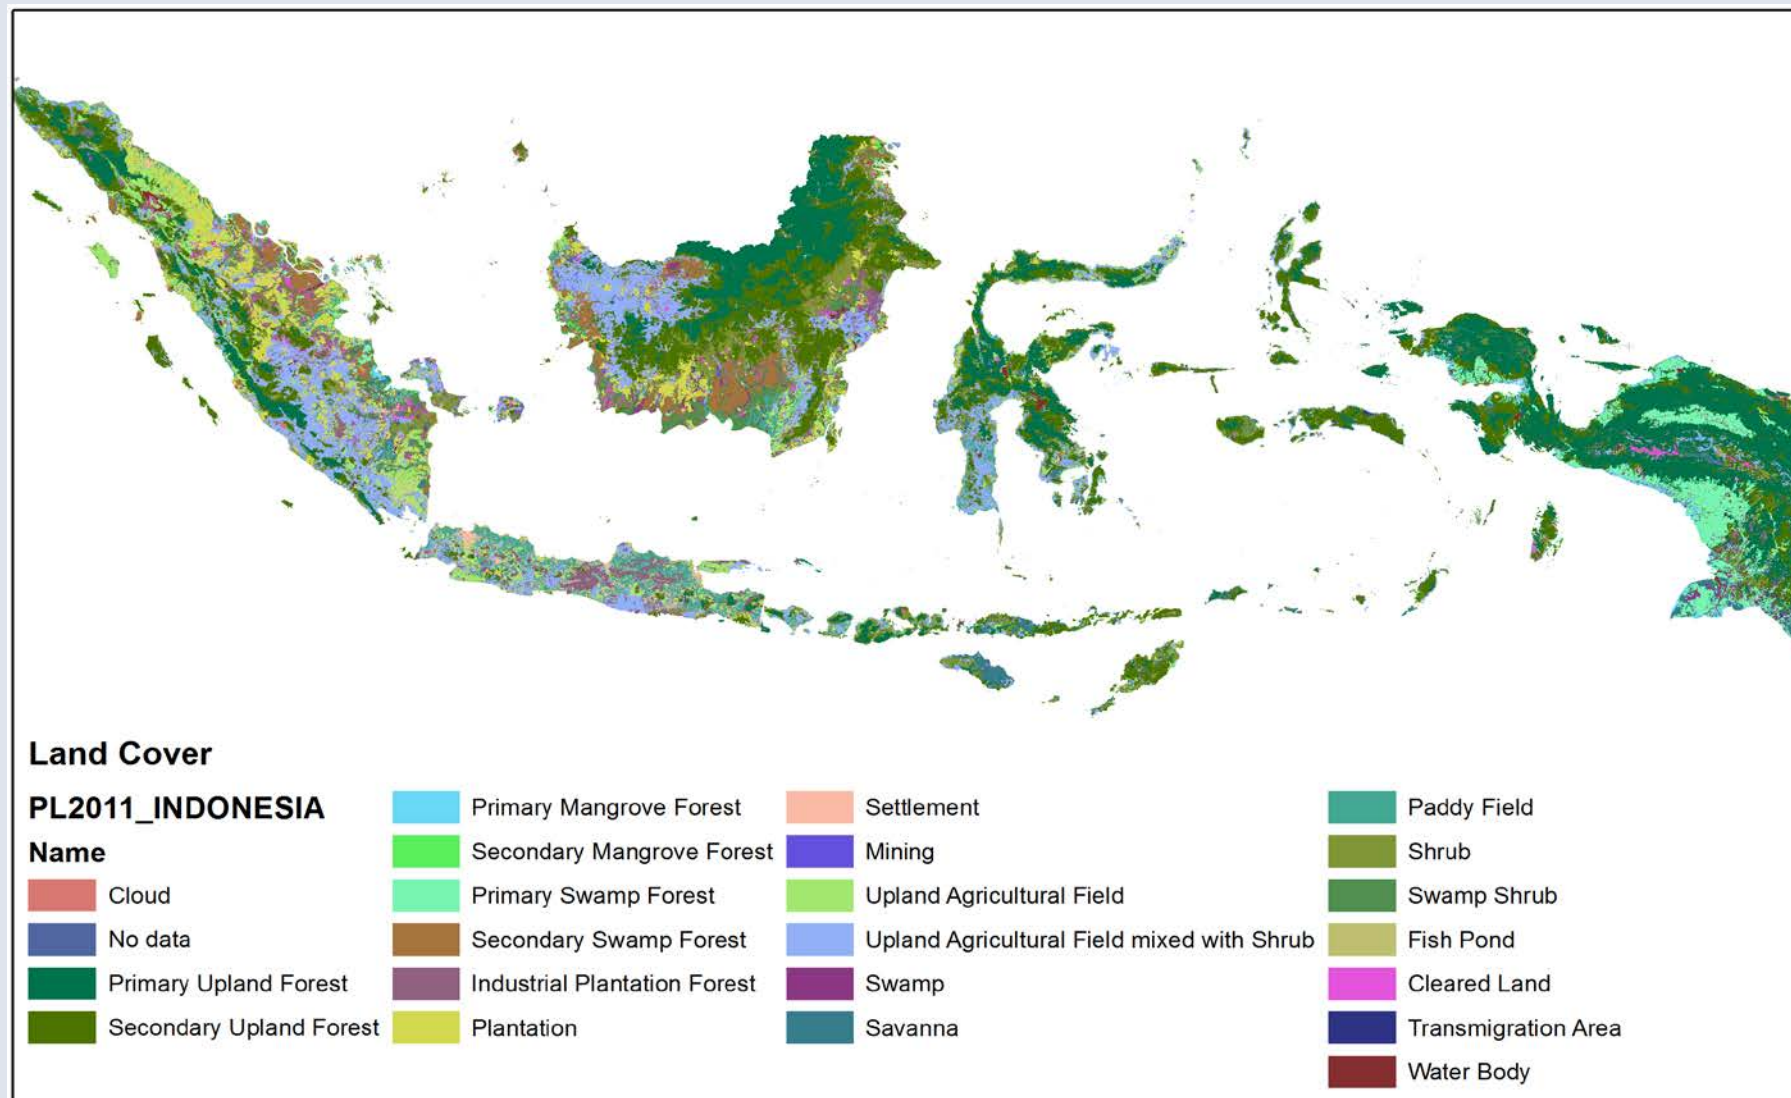 Land Cover
PL2011_INDONESIA
Name
Cloud
No data
Primary Upland Forest
Secondary Upland Forest
Primary Mangrove Forest
Secondary Mangrove Forest
Primary Swamp Forest
Secondary Swamp Forest
Industrial Plantation Forest
Plantation
Settlement
Mining
Upland Agricultural Field
Upland Agricultural Field mixed with Shrub
Swamp
Savanna
Paddy Field
Shrub
Swamp Shrub
Fish Pond
Cleared Land
Transmigration Area
Water Body